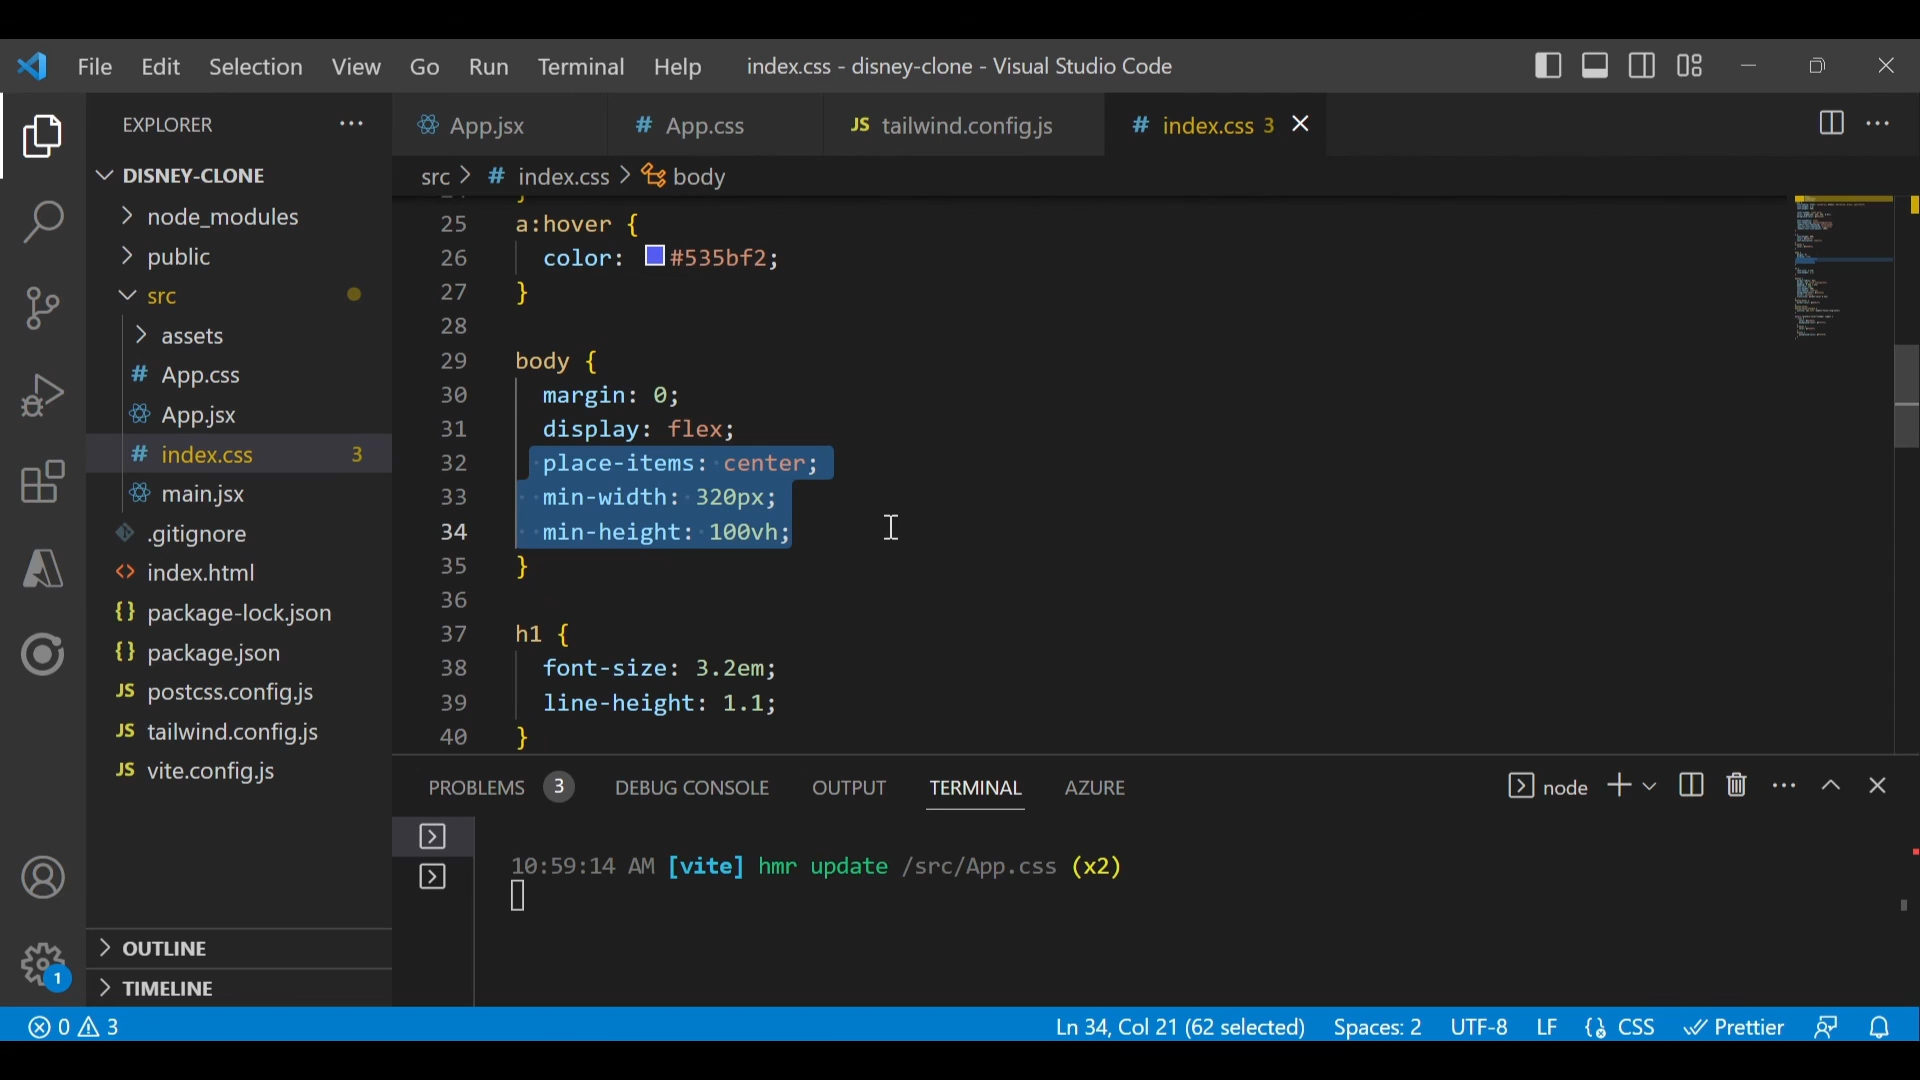 File Edit Selection View Go Run Terminal Help index.css - disney-clone - Visual Studio Code
EXPLORER ···
App.jsx # App.css JS tailwind.config.js # index.css 3
DISNEY-CLONE
src > # index.css > body
node_modules
public
src
assets
# App.css
App.jsx
# index.css 3
main.jsx
.gitignore
<> index.html
{} package-lock.json
{} package.json
JS postcss.config.js
JS tailwind.config.js
JS vite.config.js
OUTLINE
TIMELINE
1
25 a:hover {
26 color: #535bf2;
27 }
28
29 body {
30 margin: 0;
31 display: flex;
32 place-items: center;
33 min-width: 320px;
34 min-height: 100vh;
35 }
36
37 h1 {
38 font-size: 3.2em;
39 line-height: 1.1;
40 }
PROBLEMS 3 DEBUG CONSOLE OUTPUT TERMINAL AZURE node
10:59:14 AM [vite] hmr update /src/App.css (x2)
0 3 Ln 34, Col 21 (62 selected) Spaces: 2 UTF-8 LF {} CSS Prettier